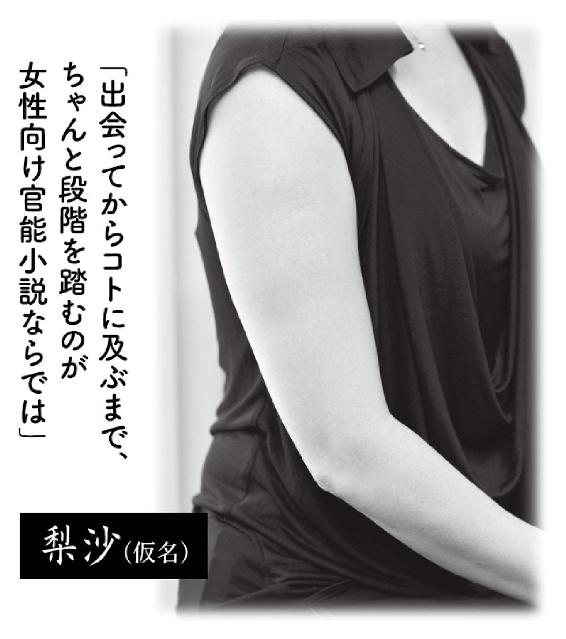 「出会ってからコトに及ぶまで、
ちゃんと段階を踏むのが
女性向け官能小説ならでは」
梨沙（仮名）